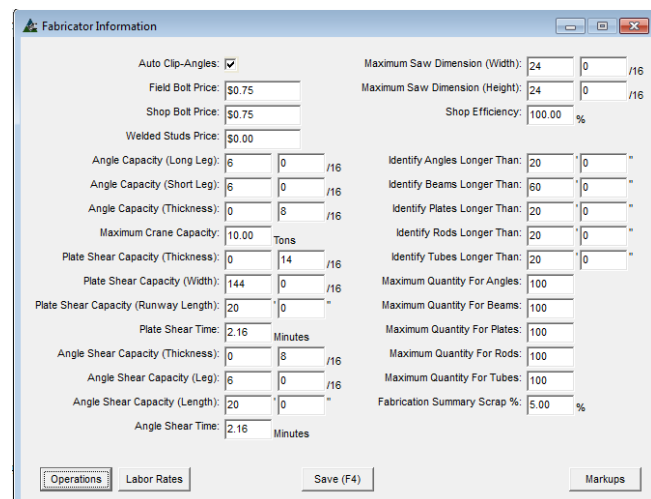 Fabricator Information
Auto Clip-Angles:
Field Bolt Price: $0.75
Shop Bolt Price: $0.75
Welded Studs Price: $0.00
Angle Capacity (Long Leg): 6 0 /16
Angle Capacity (Short Leg): 6 0 /16
Angle Capacity (Thickness): 0 8 /16
Maximum Crane Capacity: 10.00 Tons
Plate Shear Capacity (Thickness): 0 14 /16
Plate Shear Capacity (Width): 144 0 /16
Plate Shear Capacity (Runway Length): 20 ' 0 "
Plate Shear Time: 2.16 Minutes
Angle Shear Capacity (Thickness): 0 8 /16
Angle Shear Capacity (Leg): 6 0 /16
Angle Shear Capacity (Length): 20 ' 0 "
Angle Shear Time: 2.16 Minutes
Maximum Saw Dimension (Width): 24 0 /16
Maximum Saw Dimension (Height): 24 0 /16
Shop Efficiency: 100.00 %
Identify Angles Longer Than: 20 ' 0 "
Identify Beams Longer Than: 60 ' 0 "
Identify Plates Longer Than: 20 ' 0 "
Identify Rods Longer Than: 20 ' 0 "
Identify Tubes Longer Than: 20 ' 0 "
Maximum Quantity For Angles: 100
Maximum Quantity For Beams: 100
Maximum Quantity For Plates: 100
Maximum Quantity For Rods: 100
Maximum Quantity For Tubes: 100
Fabrication Summary Scrap %: 5.00 %
Operations
Labor Rates
Save (F4)
Markups